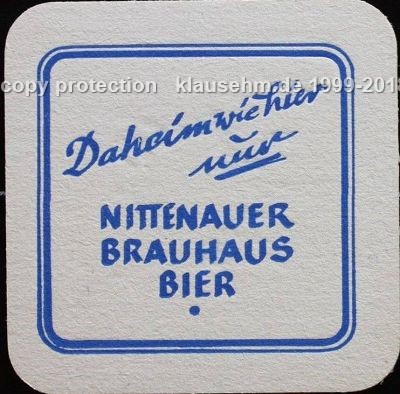 copy protection klausehm.de 1999-2018
Daheim wie hier
nur
NITTENAUER
BRAUHAUS
BIER